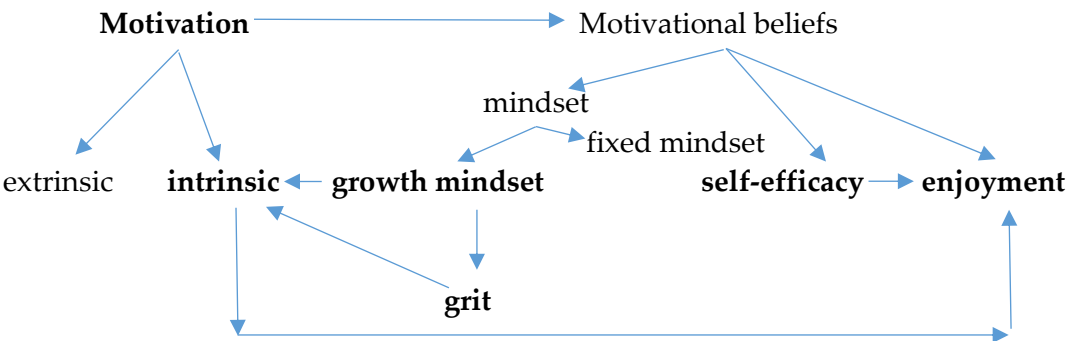 Motivation Motivational beliefs
mindset
fixed mindset
extrinsic intrinsic growth mindset self-efficacy enjoyment
grit